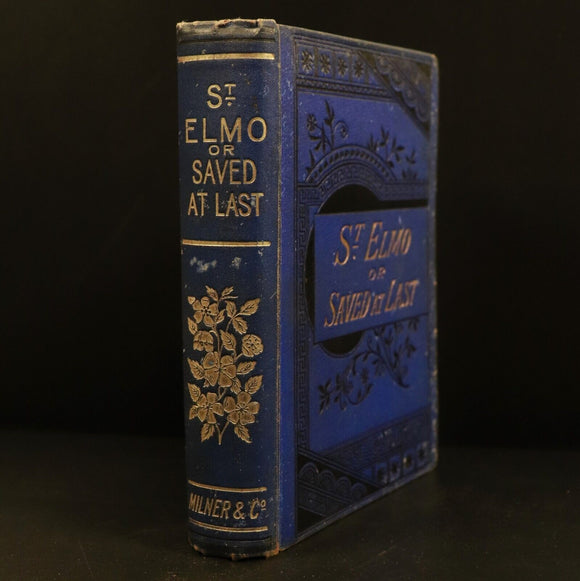 ST
ELMO
OR
SAVED
AT LAST
MILNER & Co
ST ELMO
OR
SAVED AT LAST